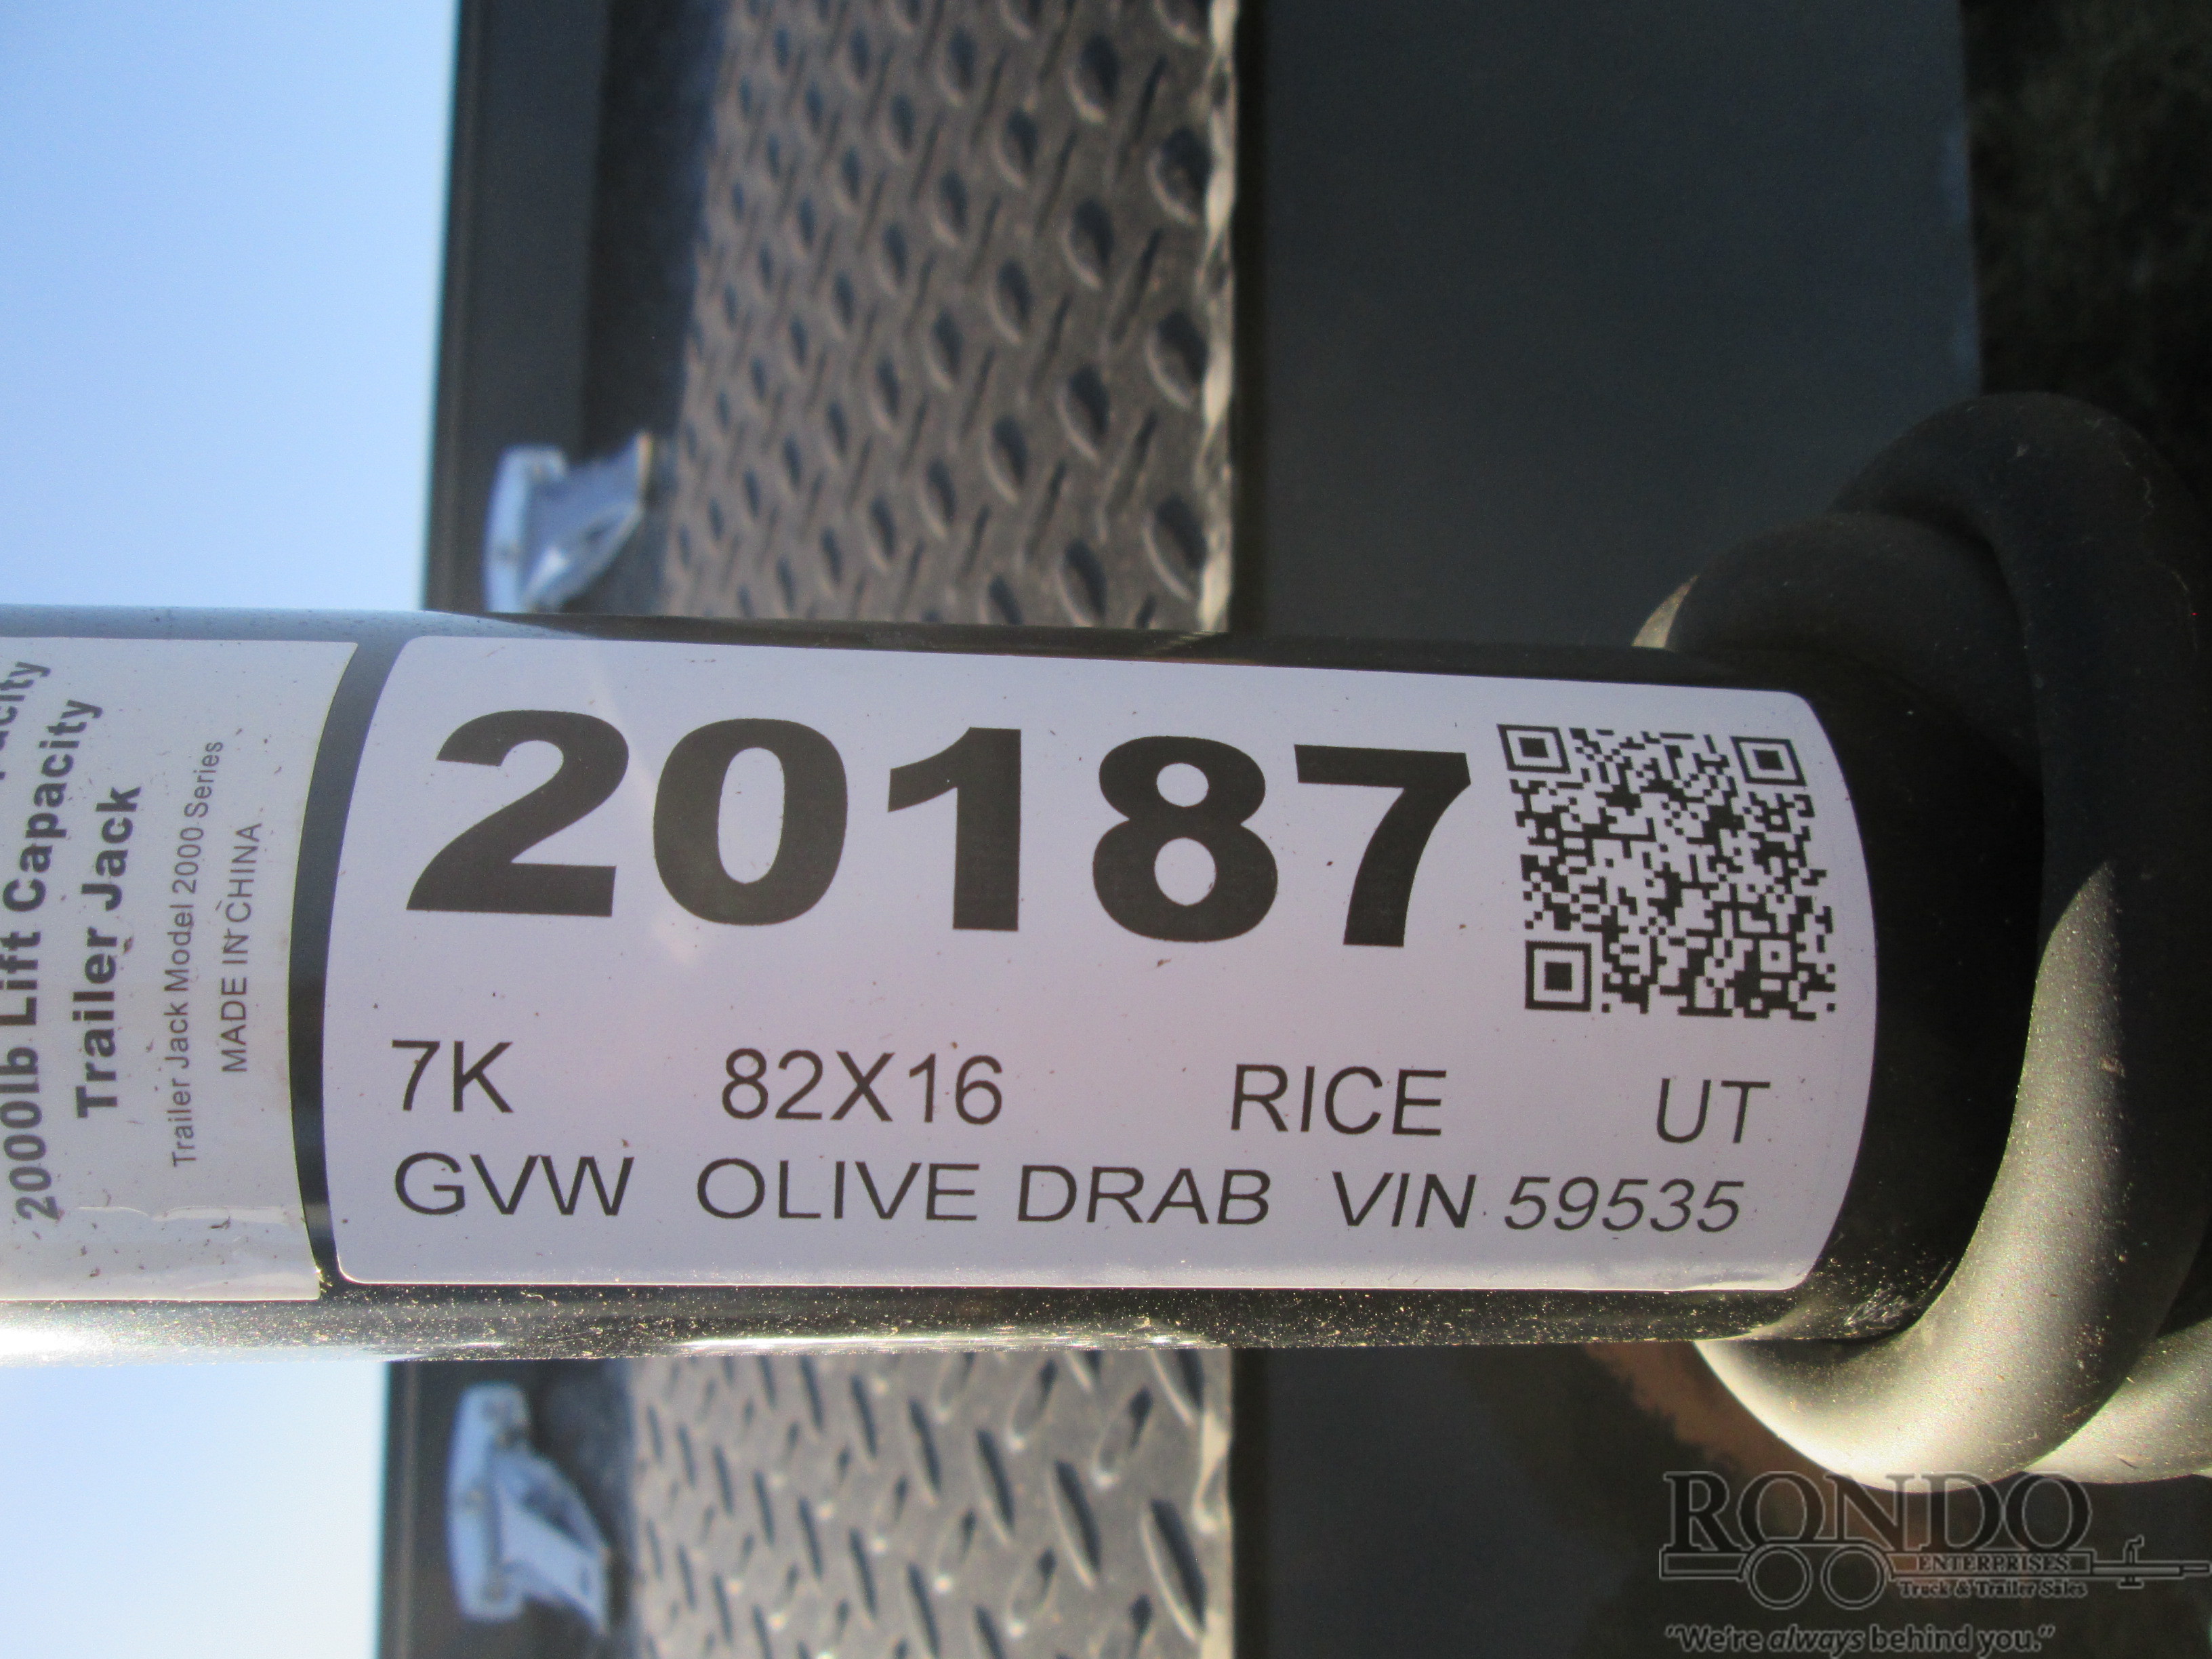 20187
7K 82X16 RICE UT
GVW OLIVE DRAB VIN 59535
2000lb Lift Capacity
Trailer Jack
Trailer Jack Model 2000 Series
MADE IN CHINA
RONDO
ENTERPRISES
Truck & Trailer Sales
"We're always behind you."